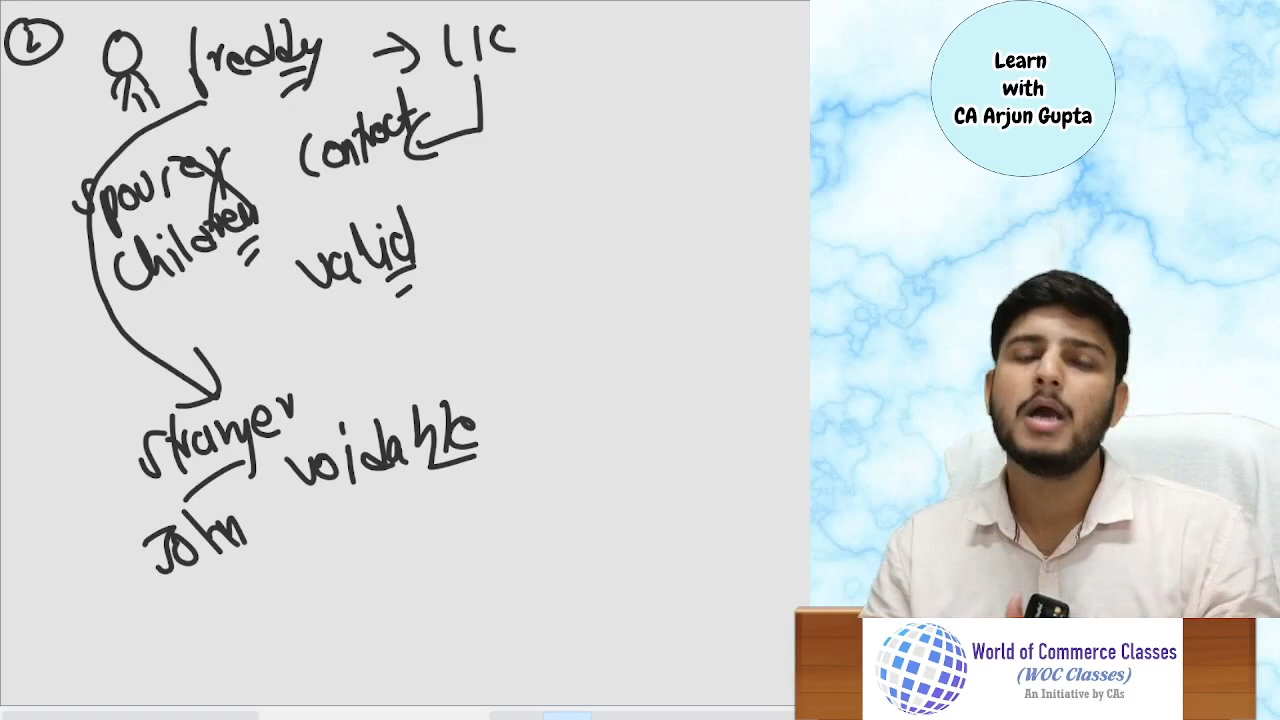 2 freddy → LIC
contract
spouse
children
valid
stranger
voidable
John
Learn
with
CA Arjun Gupta
World of Commerce Classes
(WOC Classes)
An Initiative by CAs